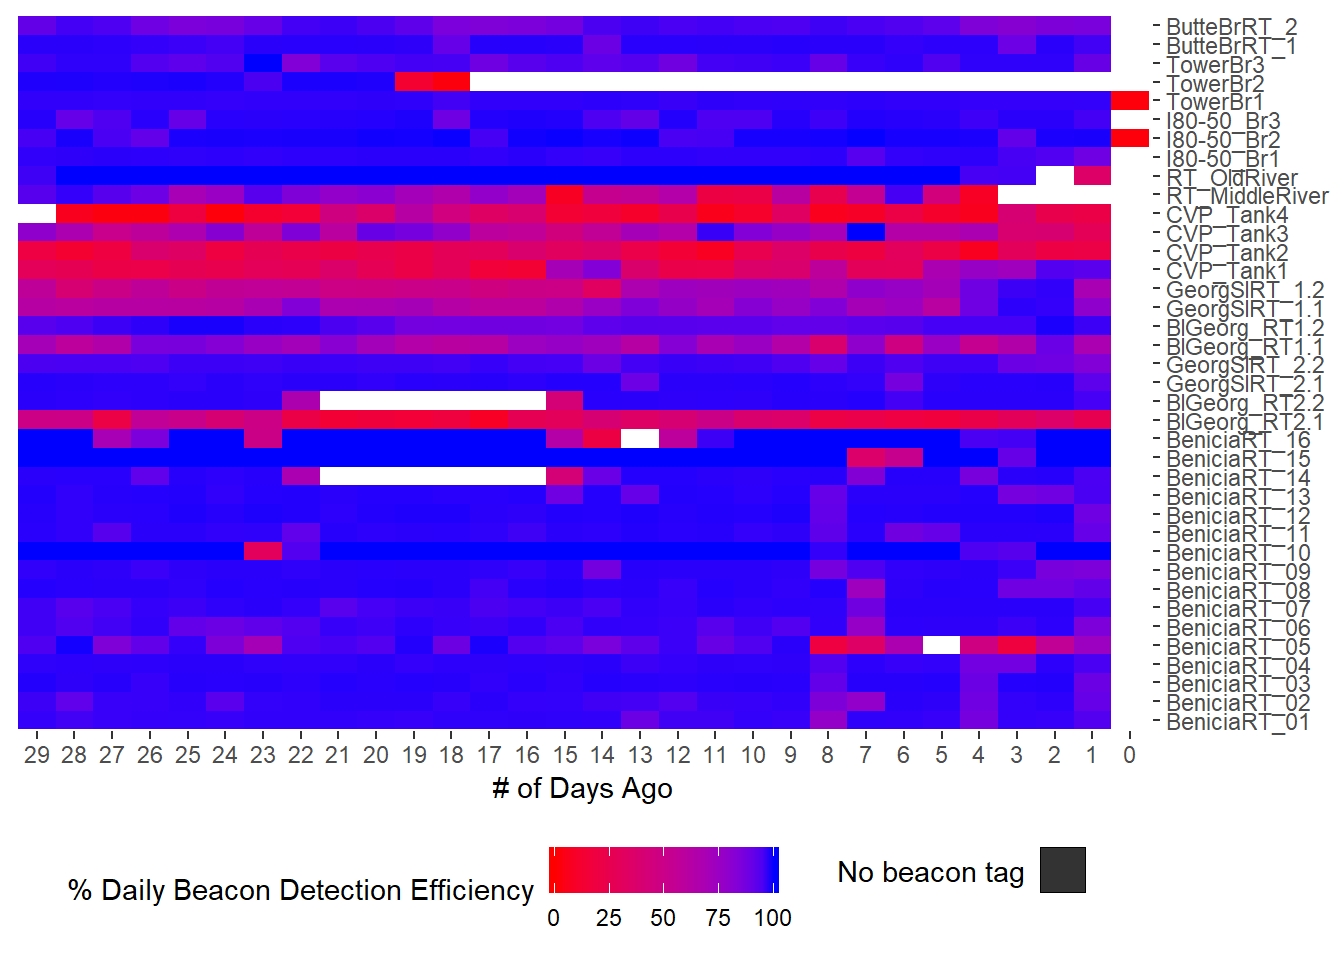 ButteBrRT_2
ButteBrRT_1
TowerBr3
TowerBr2
TowerBr1
I80-50_Br3
I80-50_Br2
I80-50_Br1
RT_OldRiver
RT_MiddleRiver
CVP_Tank4
CVP_Tank3
CVP_Tank2
CVP_Tank1
GeorgSlRT_1.2
GeorgSlRT_1.1
BlGeorg_RT1.2
BlGeorg_RT1.1
GeorgSlRT_2.2
GeorgSlRT_2.1
BlGeorg_RT2.2
BlGeorg_RT2.1
BeniciaRT_16
BeniciaRT_15
BeniciaRT_14
BeniciaRT_13
BeniciaRT_12
BeniciaRT_11
BeniciaRT_10
BeniciaRT_09
BeniciaRT_08
BeniciaRT_07
BeniciaRT_06
BeniciaRT_05
BeniciaRT_04
BeniciaRT_03
BeniciaRT_02
BeniciaRT_01
29 28 27 26 25 24 23 22 21 20 19 18 17 16 15 14 13 12 11 10 9 8 7 6 5 4 3 2 1 0
# of Days Ago
% Daily Beacon Detection Efficiency
0 25 50 75 100
No beacon tag